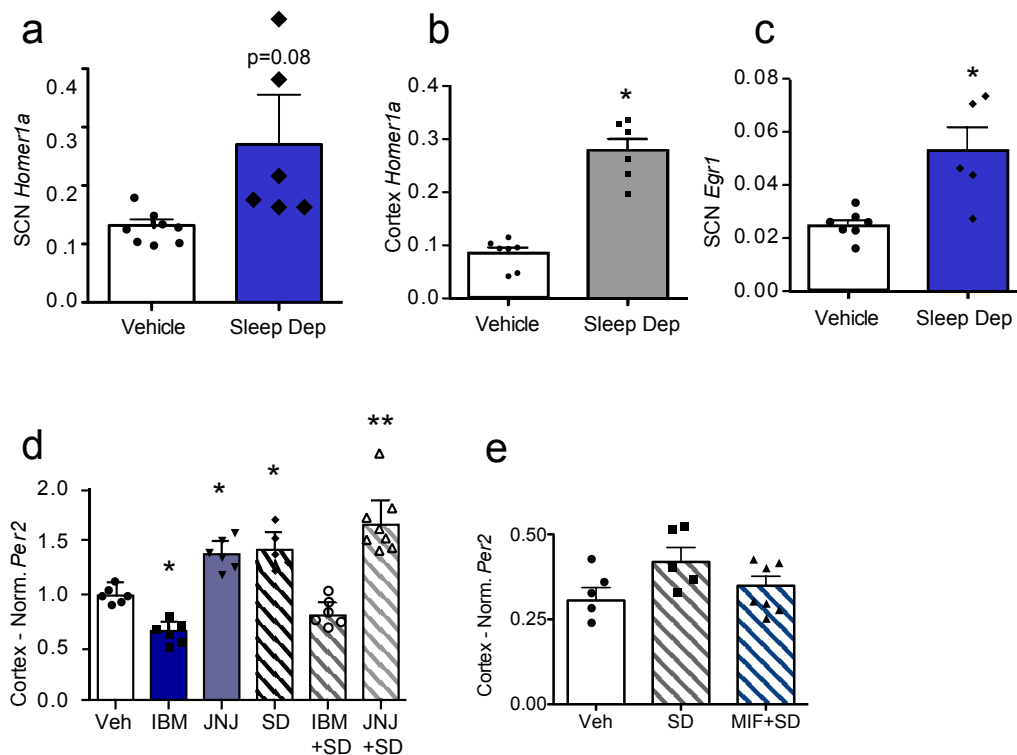 a
SCN Homer1a
0.4
0.3
0.2
0.1
0.0
p=0.08
Vehicle
Sleep Dep
b
Cortex Homer1a
0.4
0.3
0.2
0.1
0.0
*
Vehicle
Sleep Dep
c
SCN Egr1
0.08
0.06
0.04
0.02
0.00
*
Vehicle
Sleep Dep
d
Cortex - Norm. Per2
2.0
1.5
1.0
0.5
0.0
*
*
*
**
Veh
IBM
JNJ
SD
IBM
+SD
JNJ
+SD
e
Cortex - Norm. Per2
0.50
0.25
0.00
Veh
SD
MIF+SD